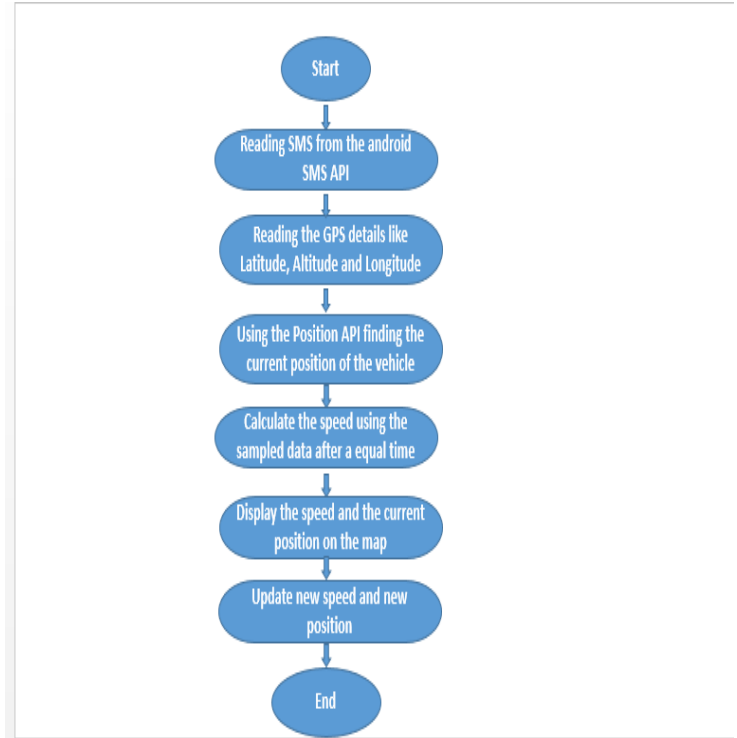 Start
Reading SMS from the android
SMS API
Reading the GPS details like
Latitude, Altitude and Longitude
Using the Position API finding the
current position of the vehicle
Calculate the speed using the
sampled data after a equal time
Display the speed and the current
position on the map
Update new speed and new
position
End